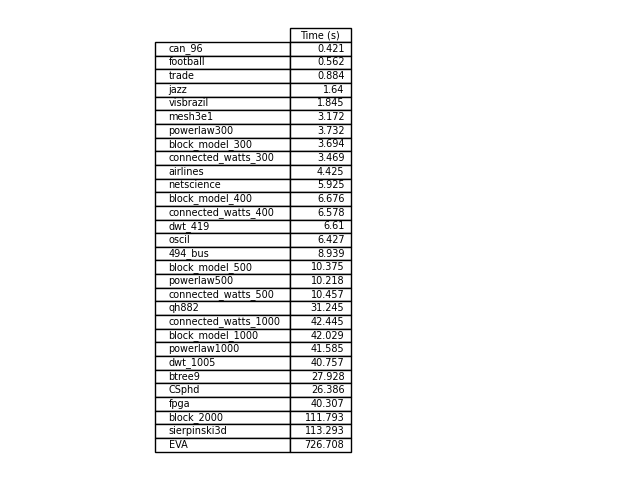 Time (s)
can_96 0.421
football 0.562
trade 0.884
jazz 1.64
visbrazil 1.845
mesh3e1 3.172
powerlaw300 3.732
block_model_300 3.694
connected_watts_300 3.469
airlines 4.425
netscience 5.925
block_model_400 6.676
connected_watts_400 6.578
dwt_419 6.61
oscil 6.427
494_bus 8.939
block_model_500 10.375
powerlaw500 10.218
connected_watts_500 10.457
qh882 31.245
connected_watts_1000 42.445
block_model_1000 42.029
powerlaw1000 41.585
dwt_1005 40.757
btree9 27.928
CSphd 26.386
fpga 40.307
block_2000 111.793
sierpinski3d 113.293
EVA 726.708